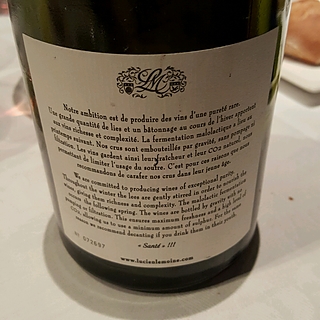 LMC
Notre ambition est de produire des vins d'une pureté rare.
Une grande quantité de lies et un bâtonnage au cours de l'hiver apportent
aux vins richesse et complexité. La fermentation malolactique a lieu au
printemps suivant. Nos crus sont embouteillés par gravité, sans pompage ni
filtration. Les vins gardent ainsi leur fraîcheur et leur CO2 naturel, nous
permettant de limiter l'usage du soufre. C'est pour ces raisons que nous
recommandons de carafer nos crus dans leur jeune âge.
We are committed to producing wines of exceptional purity.
Throughout the winter the lees are gently stirred in order to enrich the
wines, giving them richness and complexity. The malolactic fermentation
occurs the following spring. The wines are bottled by gravity with no
pumping or filtration. This ensures maximum freshness and a high level of
CO2, allowing us to use a minimum amount of sulphur. For this
reason we recommend decanting if you drink them in their youth.
N° 072697
« Santé » !!!
www.lucienlemoine.com